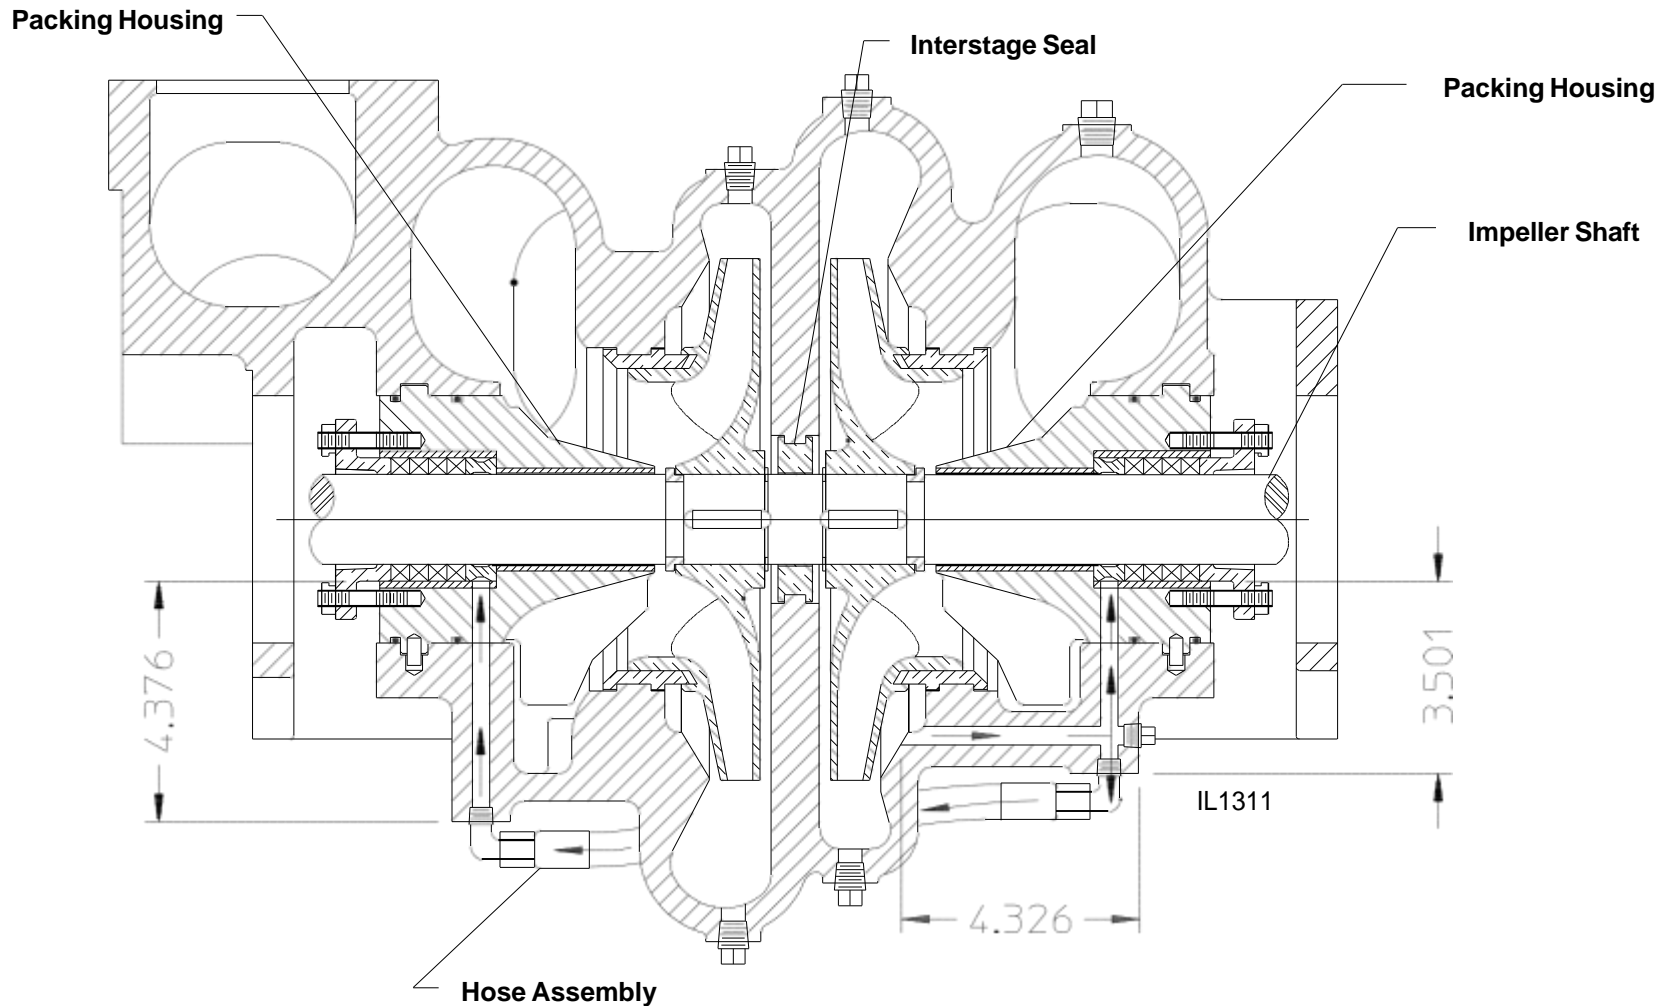 Packing Housing
Interstage Seal
Packing Housing
Impeller Shaft
4.376
3.501
IL1311
4.326
Hose Assembly